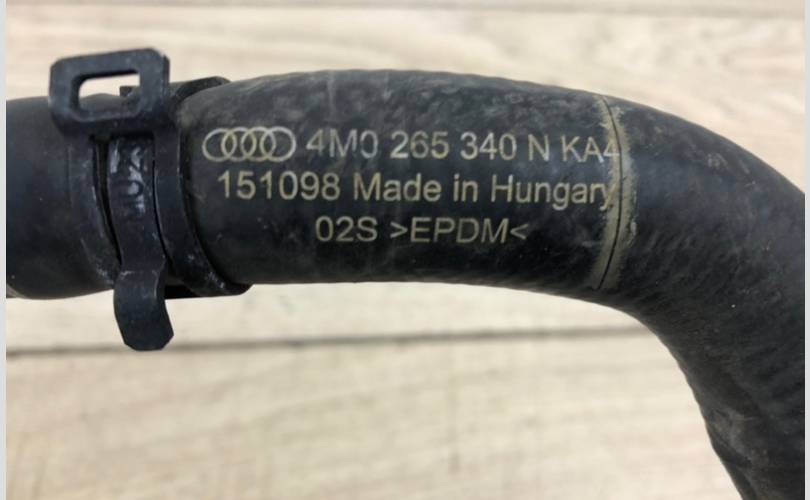 4M0 265 340 N KA4
151098 Made in Hungary
02S >EPDM<